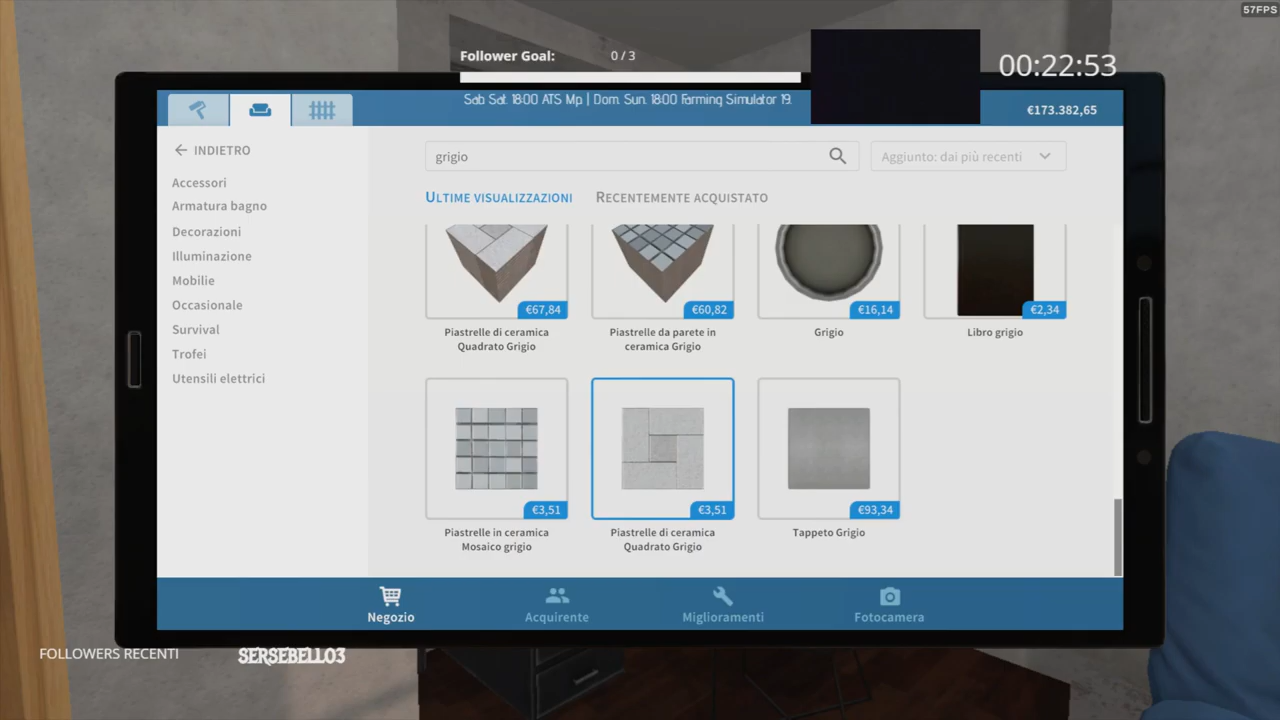 57FPS
Follower Goal: 0 / 3
00:22:53
Sab Sat. 18:00 ATS Mp | Dom. Sun. 18:00 Farming Simulator 19.
€173.382,65
INDIETRO
grigio
Aggiunto: dai più recenti
Accessori
Armatura bagno
Decorazioni
Illuminazione
Mobilie
Occasionale
Survival
Trofei
Utensili elettrici
ULTIME VISUALIZZAZIONI
RECENTEMENTE ACQUISTATO
€67,84
€60,82
€16,14
€2,34
Piastrelle di ceramica
Quadrato Grigio
Piastrelle da parete in
ceramica Grigio
Grigio
Libro grigio
€3,51
€3,51
€93,34
Piastrelle in ceramica
Mosaico grigio
Piastrelle di ceramica
Quadrato Grigio
Tappeto Grigio
Negozio
Acquirente
Miglioramenti
Fotocamera
FOLLOWERS RECENTI
SERSEBELLO3